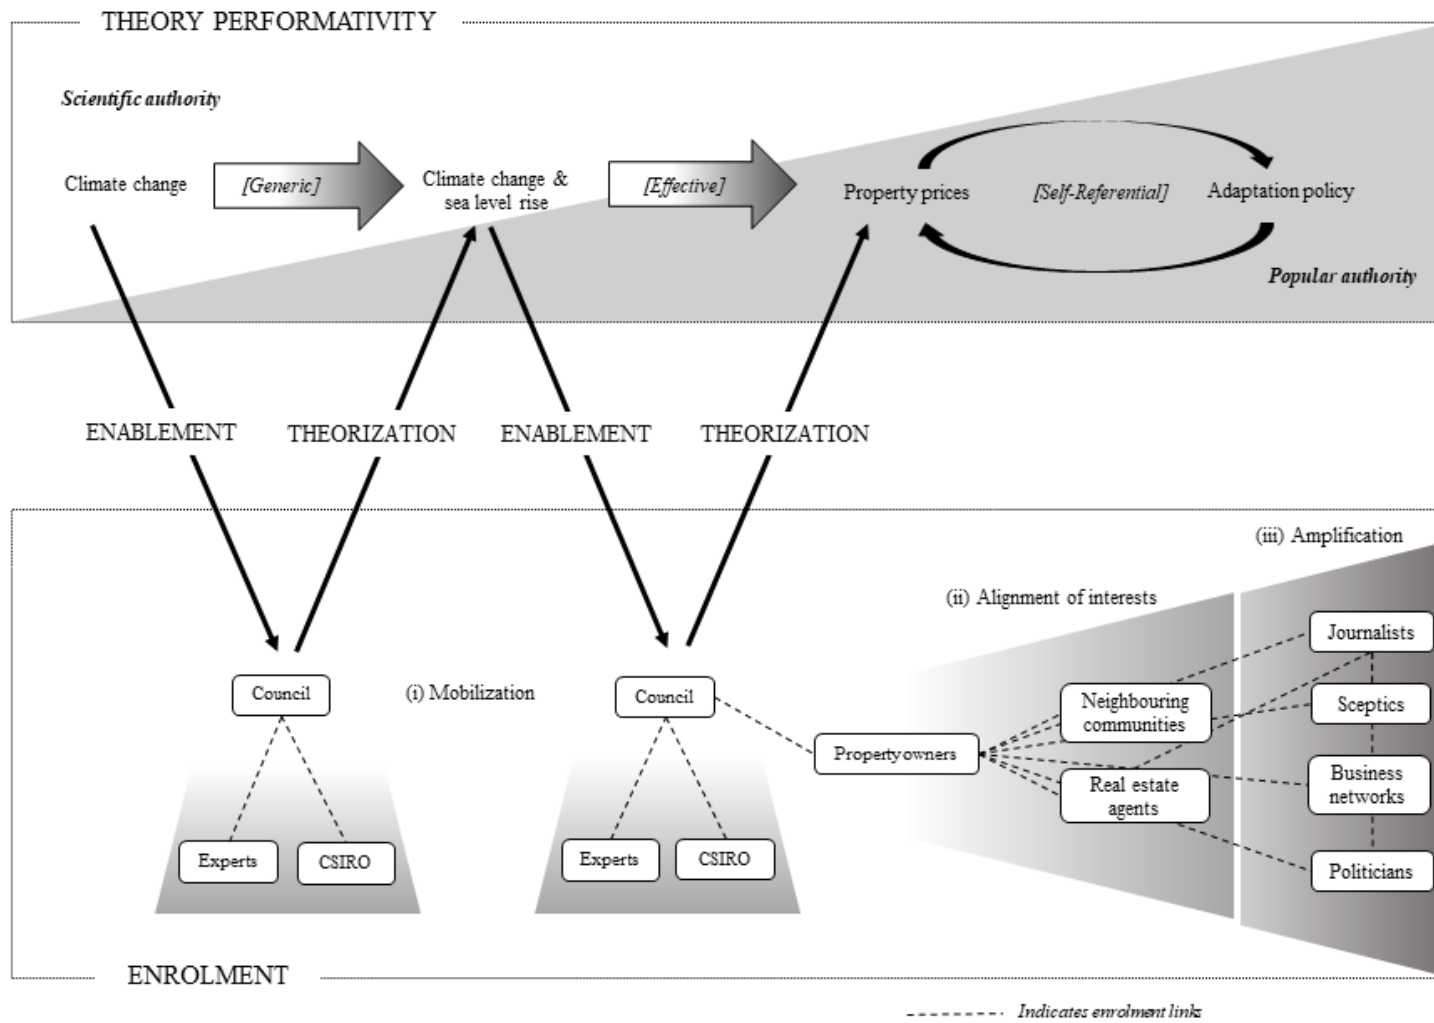 THEORY PERFORMATIVITY
Scientific authority
Climate change
[Generic]
Climate change &
sea level rise
[Effective]
Property prices
[Self-Referential]
Adaptation policy
Popular authority
ENABLEMENT
THEORIZATION
ENABLEMENT
THEORIZATION
(iii) Amplification
(ii) Alignment of interests
(i) Mobilization
Council
Experts
CSIRO
Council
Experts
CSIRO
Property owners
Neighbouring
communities
Real estate
agents
Journalists
Sceptics
Business
networks
Politicians
ENROLMENT
Indicates enrolment links